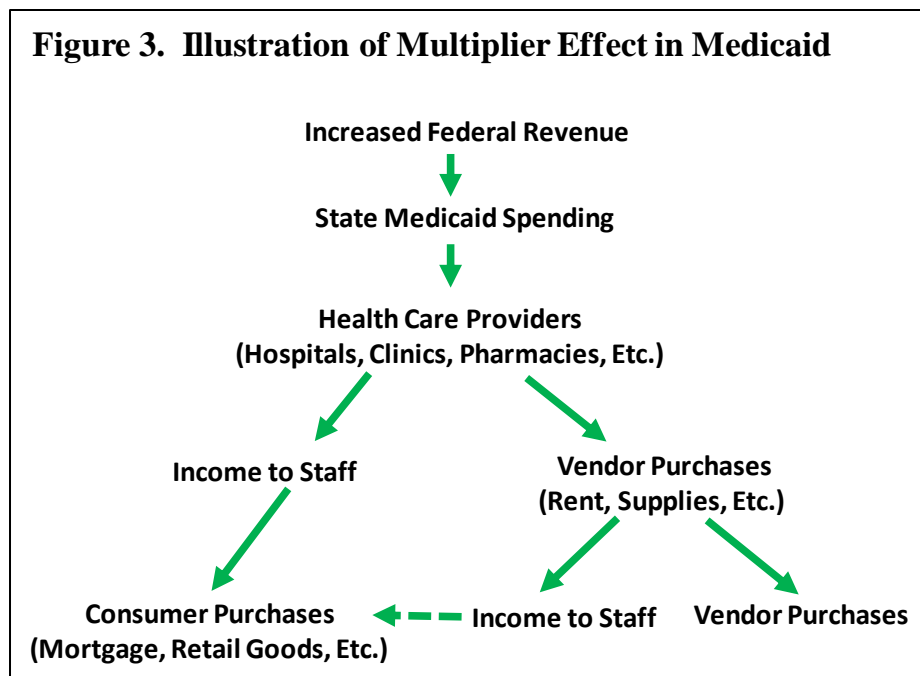 Figure 3.  Illustration of Multiplier Effect in Medicaid
Increased Federal Revenue
State Medicaid Spending
Health Care Providers
(Hospitals, Clinics, Pharmacies, Etc.)
Income to Staff
Vendor Purchases
(Rent, Supplies, Etc.)
Consumer Purchases
(Mortgage, Retail Goods, Etc.)
Income to Staff
Vendor Purchases